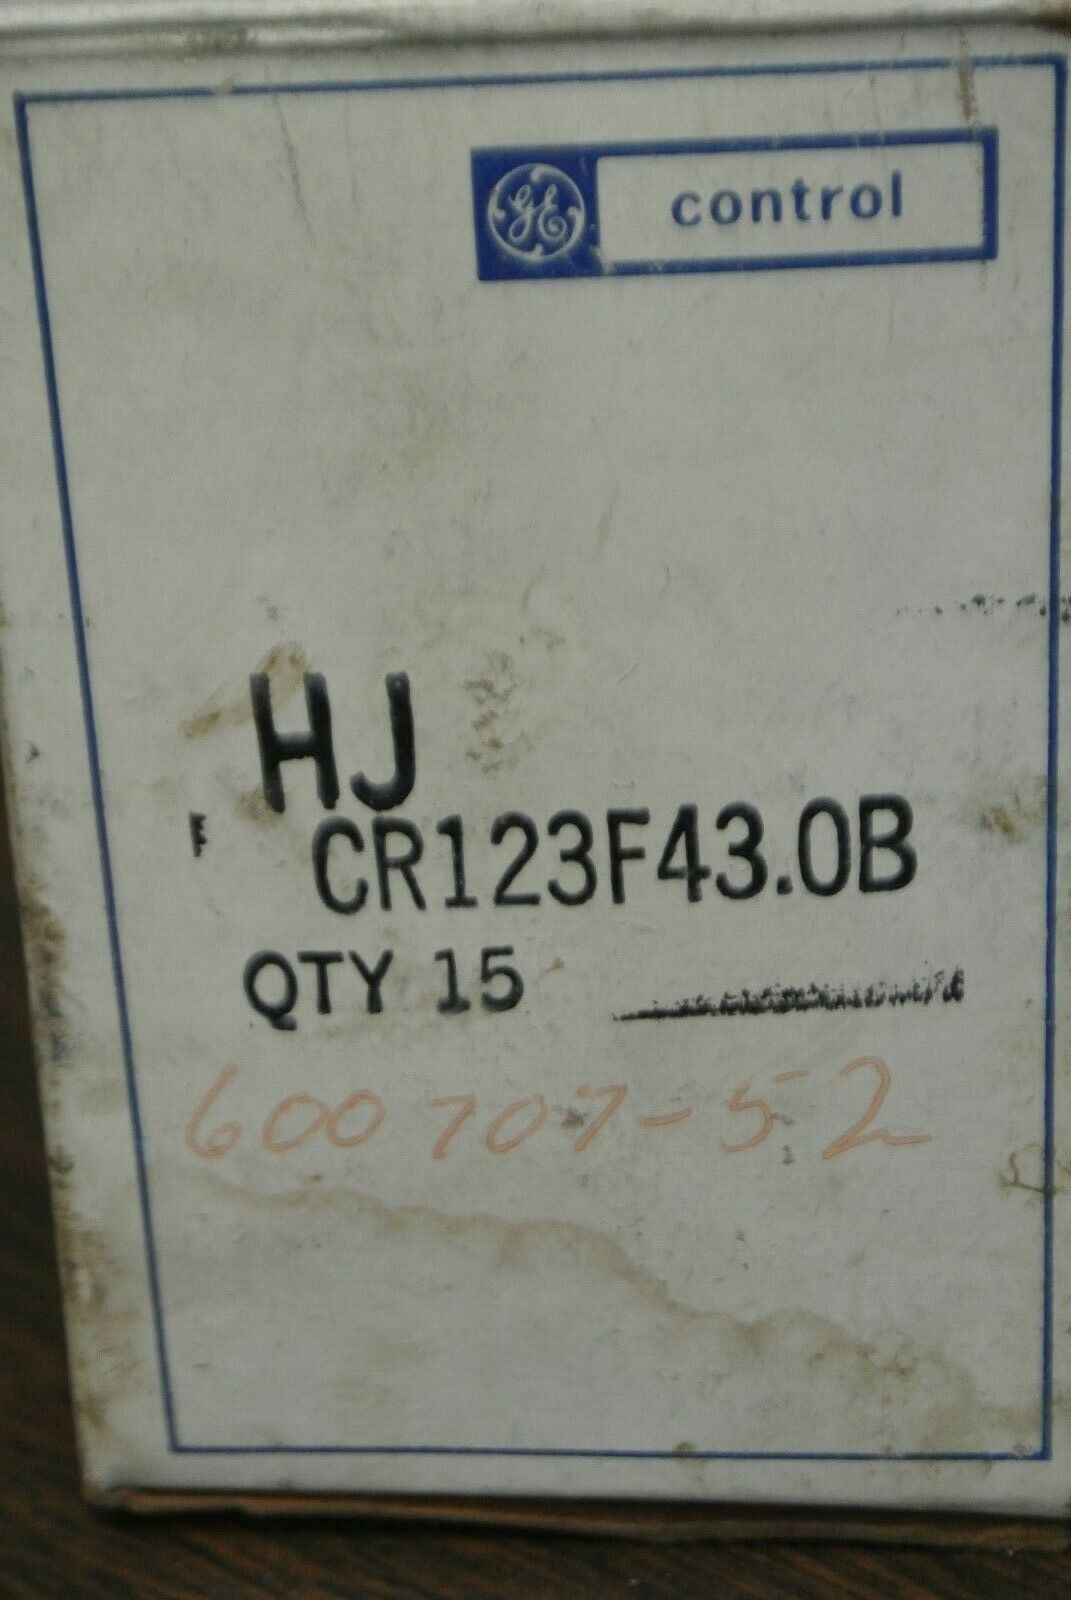 GE control
HJ
CR123F43.0B
QTY 15
600707-52